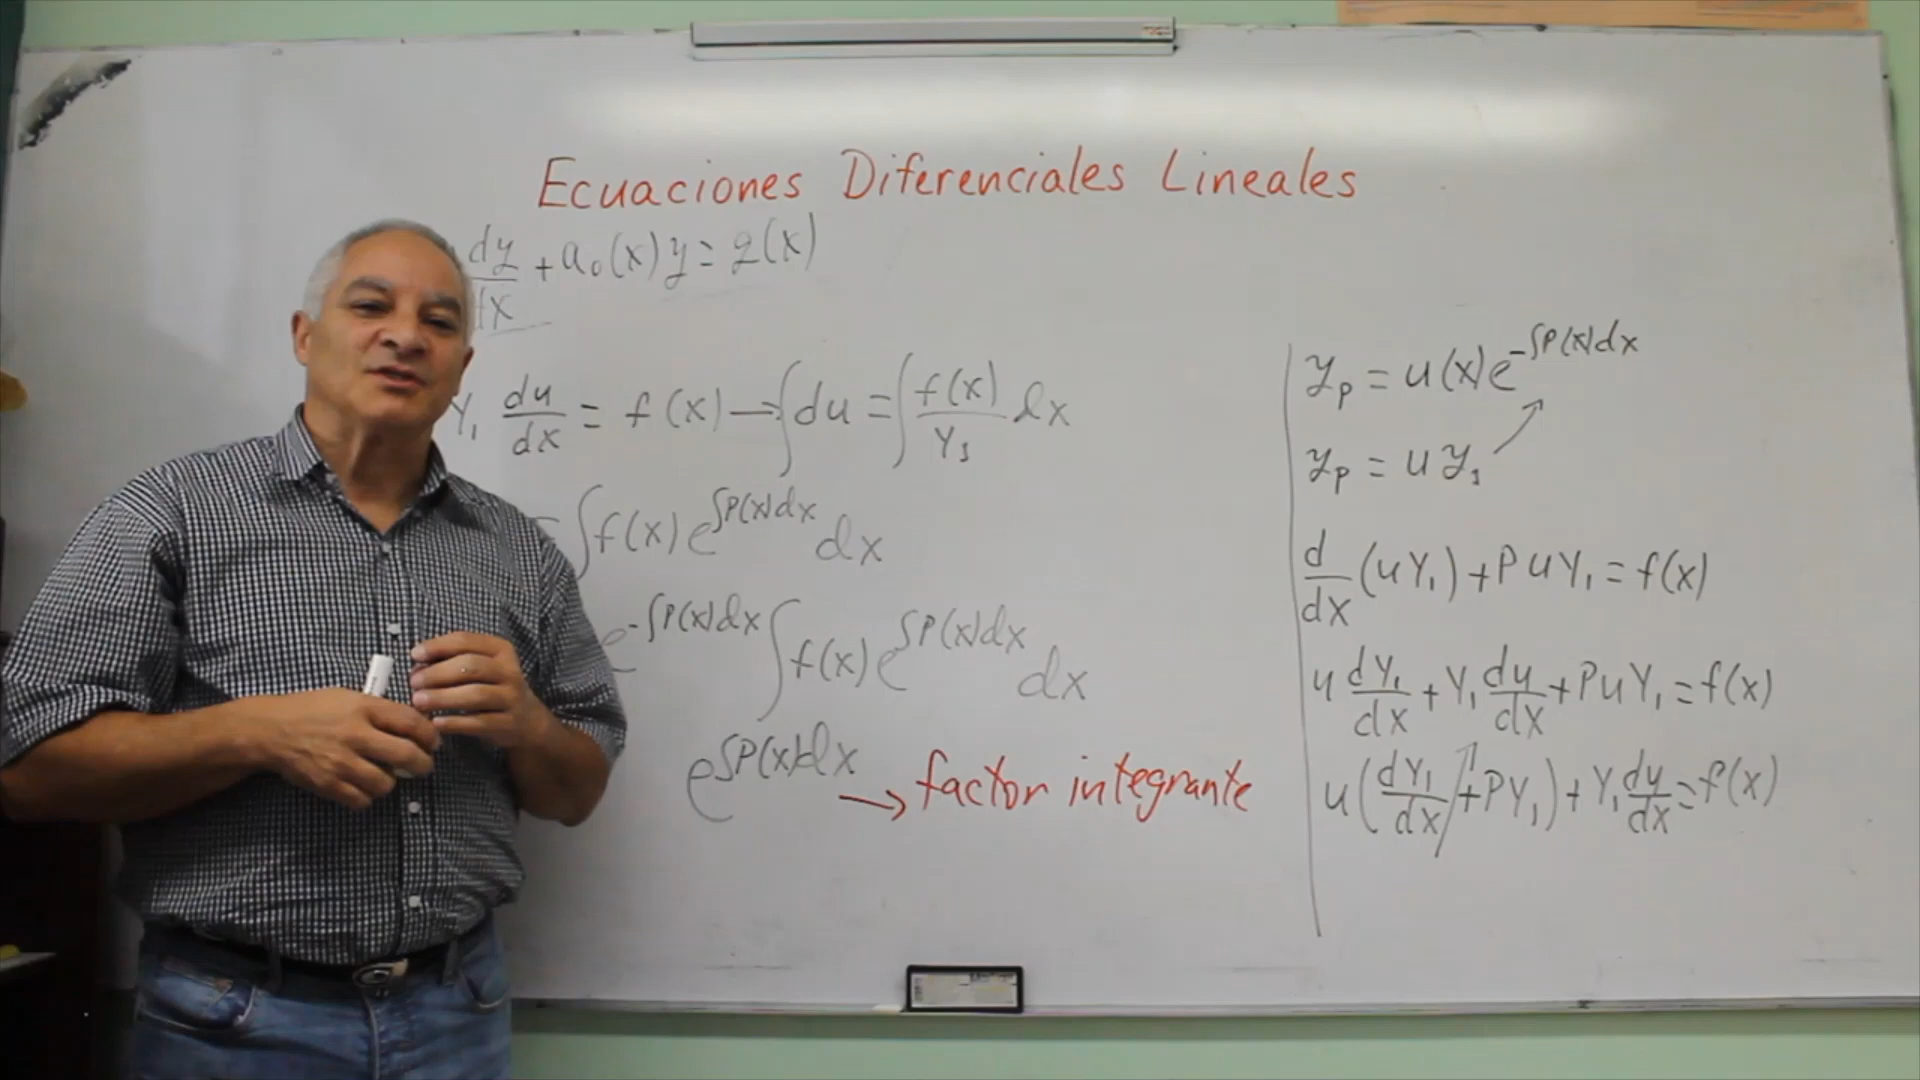 Ecuaciones Diferenciales Lineales
dy/dx + a₀(x)y = g(x)
Y₁ du/dx = f(x) → ∫du = ∫ f(x)/Y₁ dx
= ∫f(x)e^∫P(x)dx dx
e^-∫P(x)dx ∫f(x)e^∫P(x)dx dx
e^∫P(x)dx → factor integrante
yp = u(x)e^-∫P(x)dx
yp = u y₁
d/dx (uY₁) + PuY₁ = f(x)
u dY₁/dx + Y₁ du/dx + PuY₁ = f(x)
u(dY₁/dx + PY₁) + Y₁ du/dx = f(x)